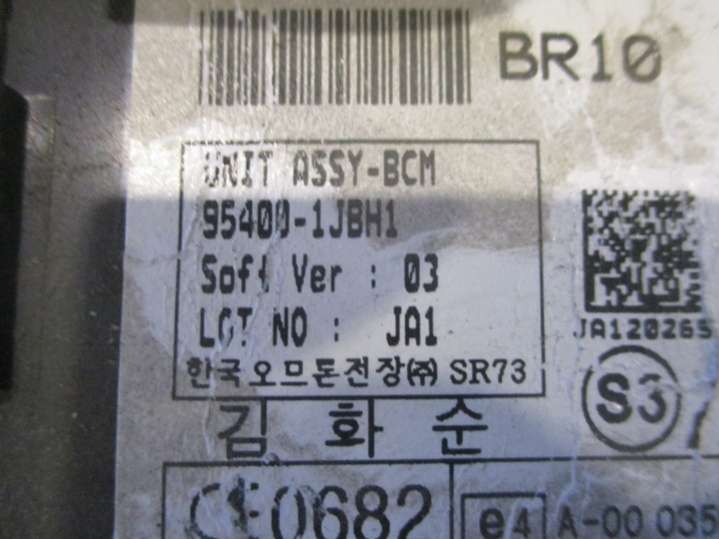 BR10
UNIT ASSY-BCM
95400-1JBH1
Soft Ver : 03
LOT NO : JA1
한국오므론전장㈜ SR73
JA120265
S3
김 화 순
CE0682
e4 A-00 035